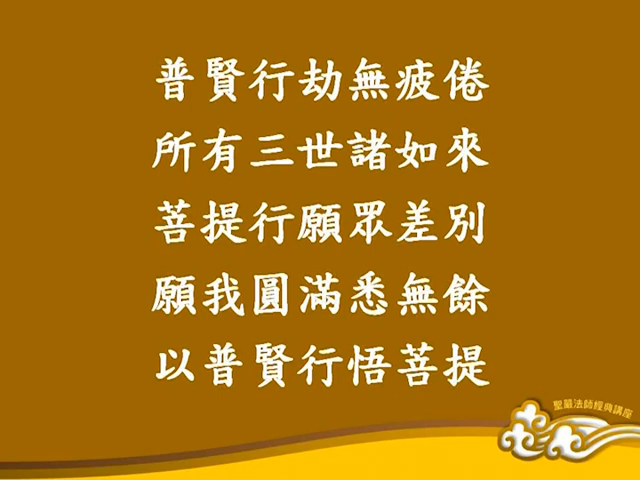 普賢行劫無疲倦
所有三世諸如來
菩提行願眾差別
願我圓滿悉無餘
以普賢行悟菩提
聖嚴法師經典講座